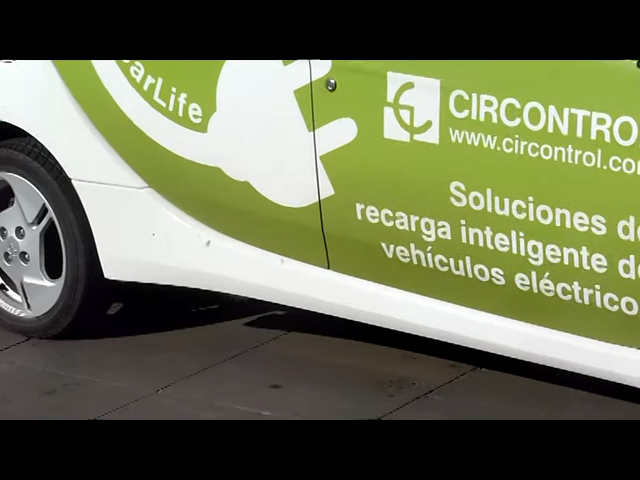 arLife
CIRCONTRO
www.circontrol.co
Soluciones d
recarga inteligente d
vehículos eléctrico